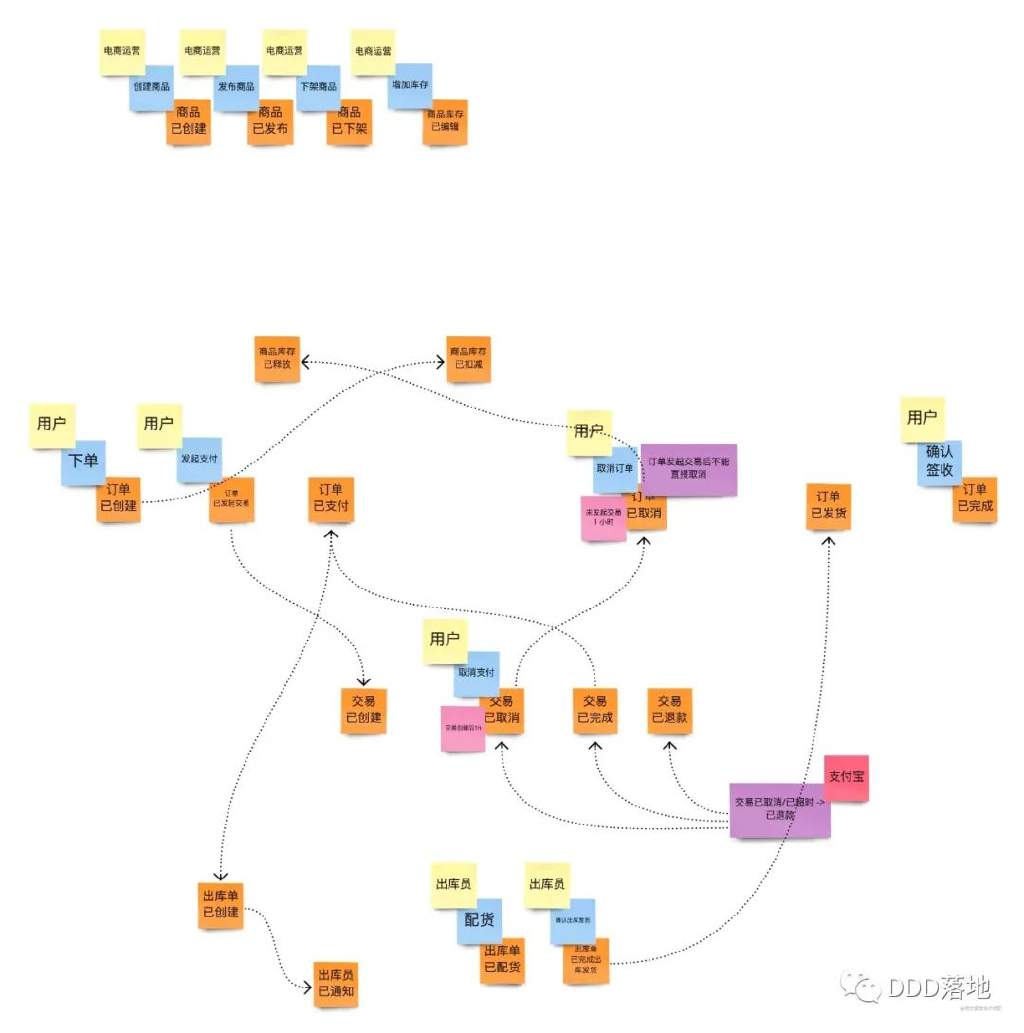 电商运营
电商运营
电商运营
电商运营
创建商品
发布商品
下架商品
增加库存
商品
已创建
商品
已发布
商品
已下架
商品库存
已编辑
商品库存
已释放
商品库存
已扣减
用户
下单
订单
已创建
用户
发起支付
订单
已发起交易
订单
已支付
用户
取消订单
订单发起交易后不能
直接取消
未发起交易
1 小时
订单
已取消
订单
已发货
用户
确认
签收
订单
已完成
交易
已创建
用户
取消支付
交易创建后1h
交易
已取消
交易
已完成
交易
已退款
支付宝
交易已取消/已超时 ->
已退款
出库单
已创建
出库员
已通知
出库员
配货
出库单
已配货
出库员
确认出库发货
出库单
已完成出
库发货
DDD落地